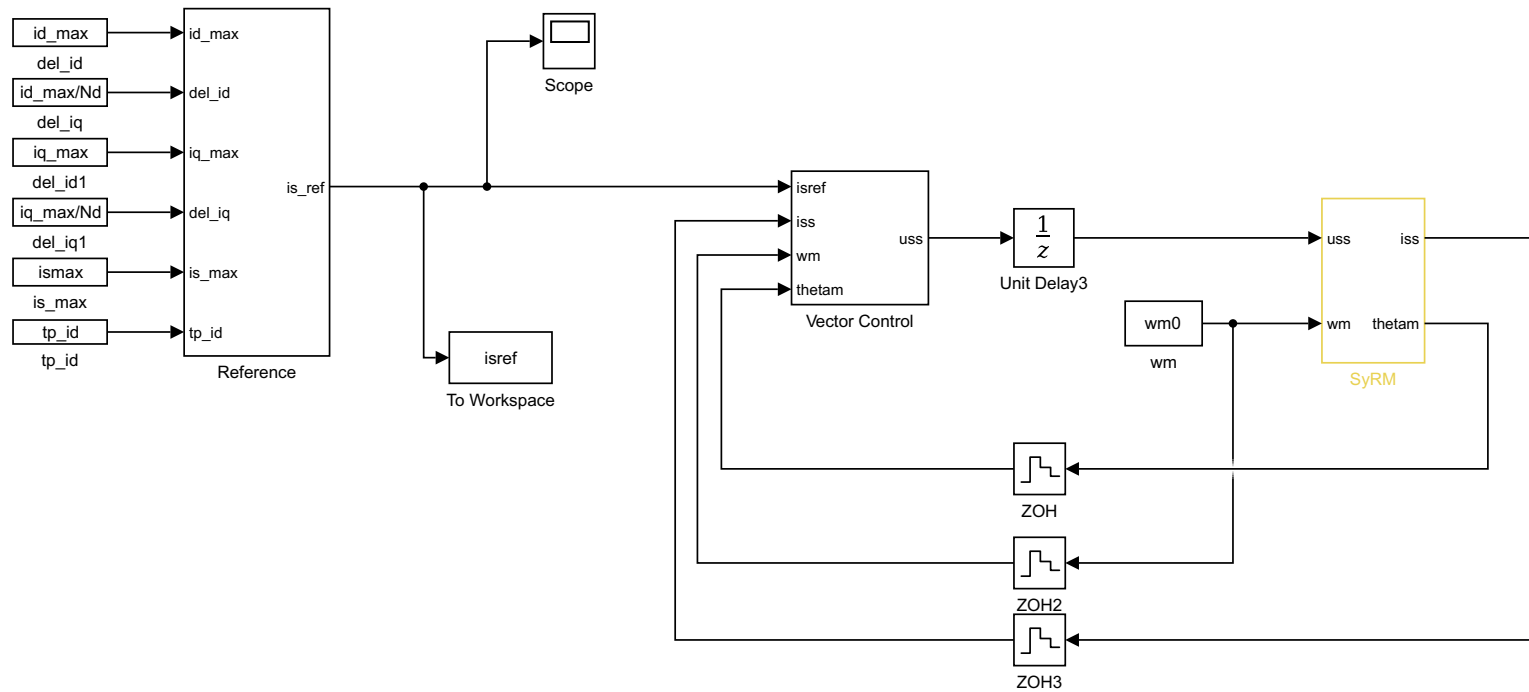 id_max
id_max
del_id
id_max/Nd
del_id
del_iq
iq_max
iq_max
del_id1
is_ref
iq_max/Nd
del_iq
del_iq1
ismax
is_max
is_max
tp_id
tp_id
tp_id
Reference
Scope
isref
To Workspace
isref
iss
wm
thetam
uss
Vector Control
1
z
Unit Delay3
wm0
wm
uss
iss
wm
thetam
SyRM
ZOH
ZOH2
ZOH3